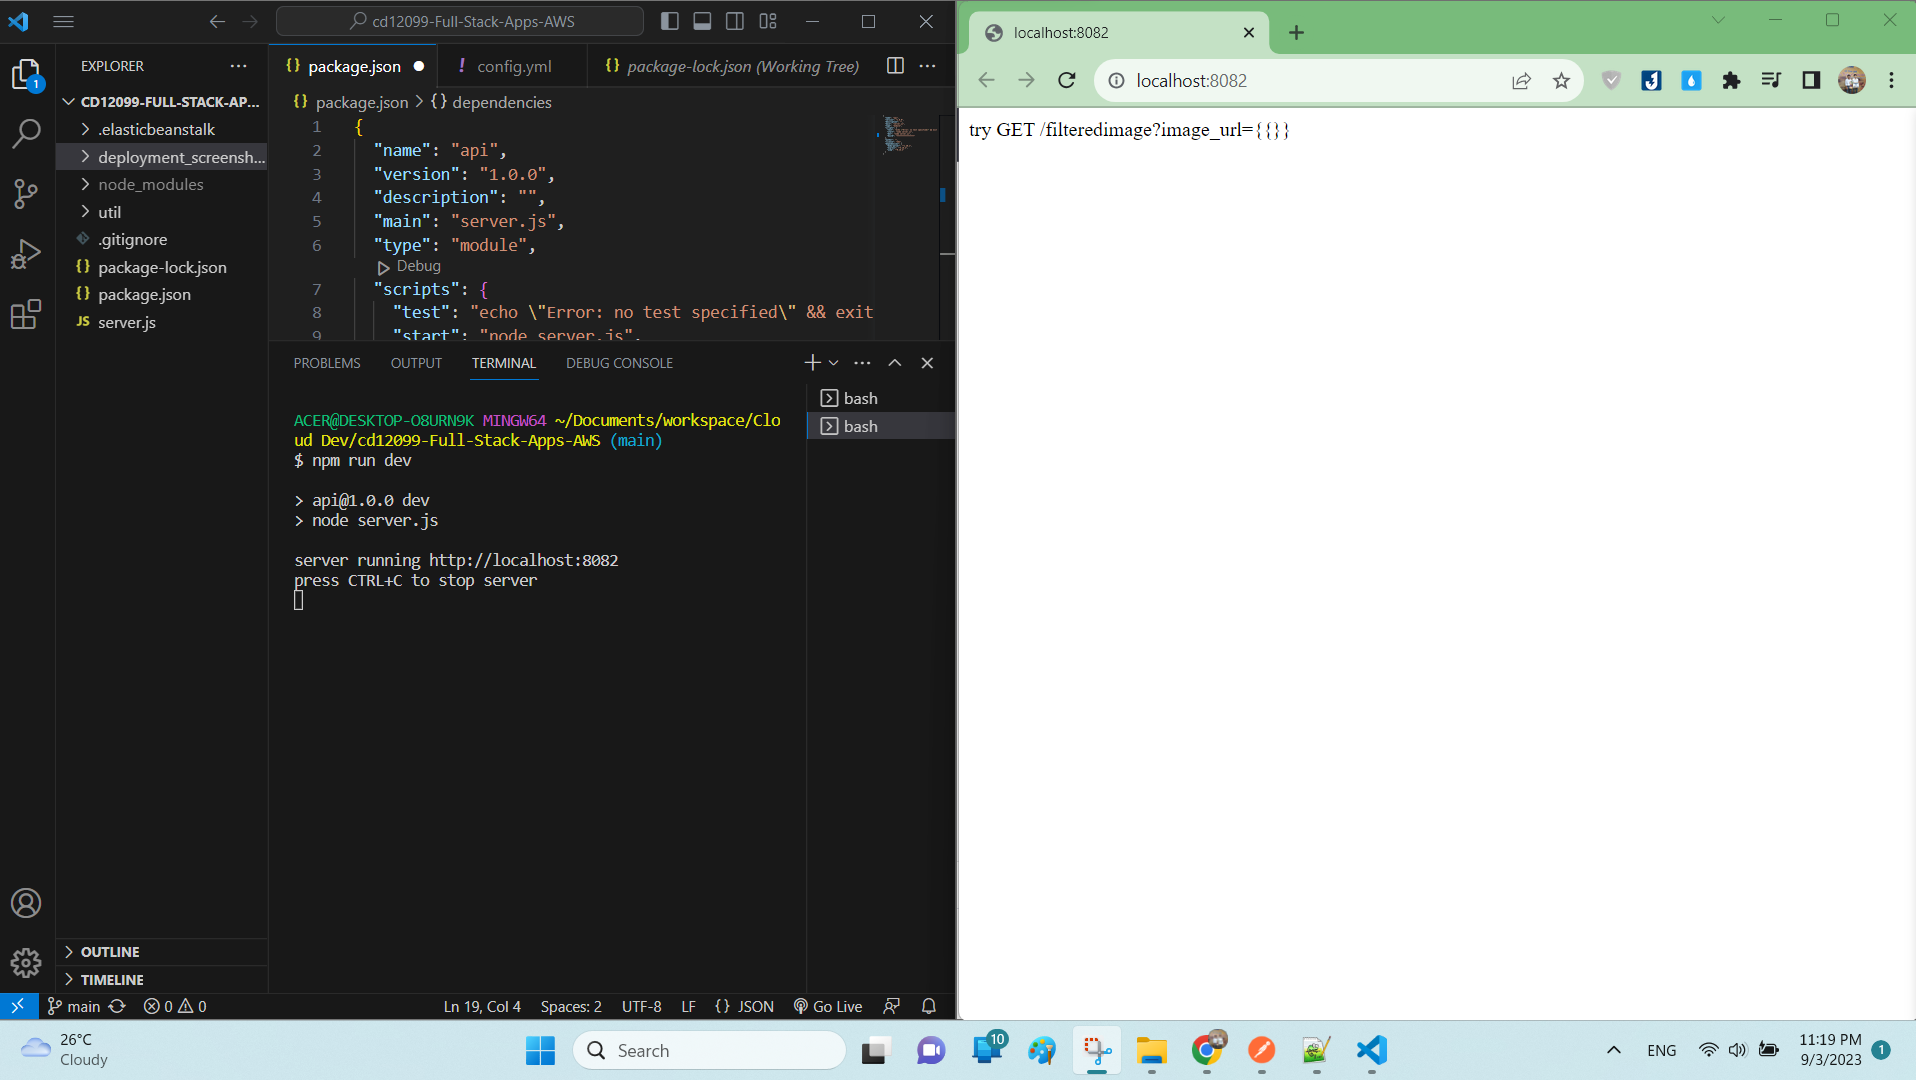 cd12099-Full-Stack-Apps-AWS
1
EXPLORER
CD12099-FULL-STACK-AP...
.elasticbeanstalk
deployment_screensh...
node_modules
util
.gitignore
{} package-lock.json
{} package.json
JS server.js
OUTLINE
TIMELINE
{} package.json
! config.yml
{} package-lock.json (Working Tree)
{} package.json > {} dependencies
1 {
2 "name": "api",
3 "version": "1.0.0",
4 "description": "",
5 "main": "server.js",
6 "type": "module",
Debug
7 "scripts": {
8 "test": "echo \"Error: no test specified\" && exit
9 "start": "node server.js",
PROBLEMS OUTPUT TERMINAL DEBUG CONSOLE
bash
bash
ACER@DESKTOP-O8URN9K MINGW64 ~/Documents/workspace/Clo
ud Dev/cd12099-Full-Stack-Apps-AWS (main)
$ npm run dev
> api@1.0.0 dev
> node server.js
server running http://localhost:8082
press CTRL+C to stop server
main 0 0 Ln 19, Col 4 Spaces: 2 UTF-8 LF {} JSON Go Live
localhost:8082
localhost:8082
try GET /filteredimage?image_url={{}}
26°C
Cloudy
Search
10
ENG
11:19 PM
9/3/2023
1